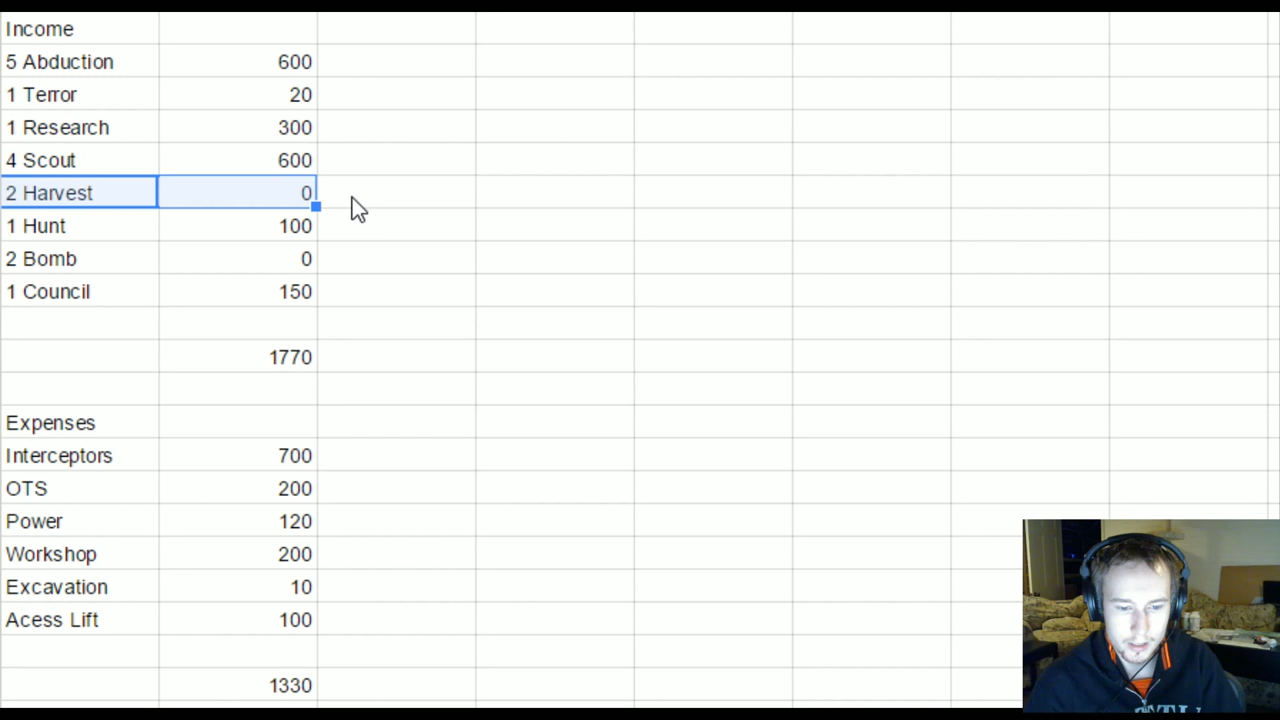 Income
5 Abduction 600
1 Terror 20
1 Research 300
4 Scout 600
2 Harvest 0
1 Hunt 100
2 Bomb 0
1 Council 150
1770
Expenses
Interceptors 700
OTS 200
Power 120
Workshop 200
Excavation 10
Acess Lift 100
1330